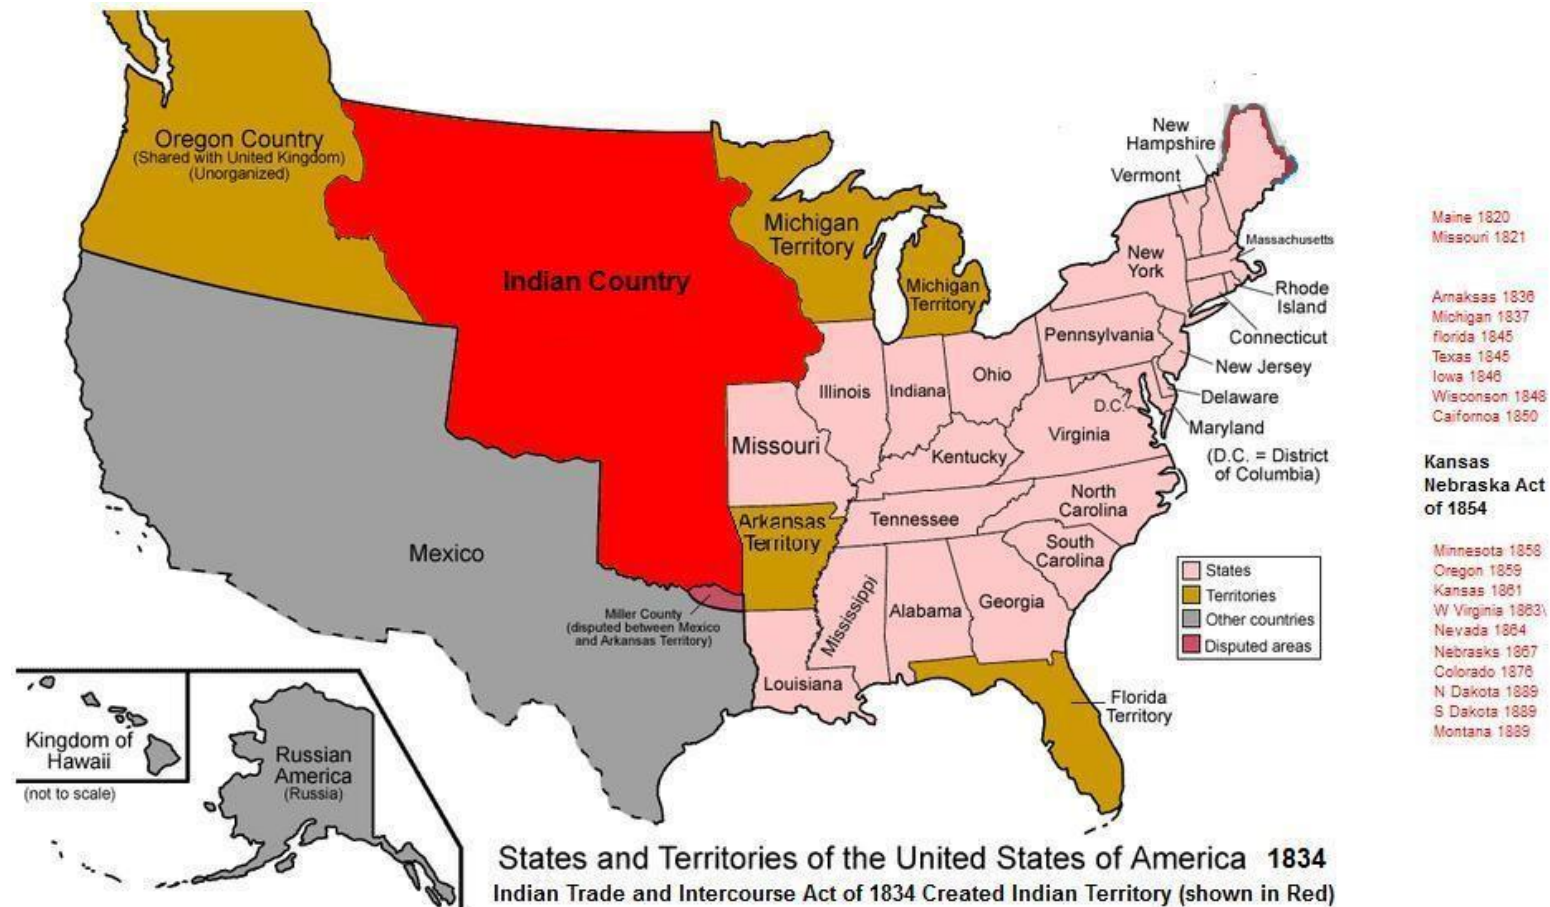 Oregon Country
(Shared with United Kingdom)
(Unorganized)
Indian Country
Michigan
Territory
Michigan
Territory
New
Hampshire
Vermont
Massachusetts
New
York
Rhode
Island
Connecticut
Pennsylvania
New Jersey
Delaware
Maryland
(D.C. = District
of Columbia)
D.C.
Ohio
Indiana
Illinois
Virginia
Kentucky
Missouri
North
Carolina
Tennessee
South
Carolina
Arkansas
Territory
Mississippi
Alabama
Georgia
Louisiana
Florida
Territory
Mexico
Miller County
(disputed between Mexico
and Arkansas Territory)
States
Territories
Other countries
Disputed areas
Kingdom of
Hawaii
(not to scale)
Russian
America
(Russia)
States and Territories of the United States of America 1834
Indian Trade and Intercourse Act of 1834 Created Indian Territory (shown in Red)
Maine 1820
Missouri 1821
Arnaksas 1836
Michigan 1837
florida 1845
Texas 1845
Iowa 1846
Wisconson 1848
Caifornoa 1850
Kansas
Nebraska Act
of 1854
Minnesota 1858
Oregon 1859
Kansas 1861
W Virginia 1863\
Nevada 1864
Nebrasks 1867
Colorado 1876
N Dakota 1889
S Dakota 1889
Montana 1889